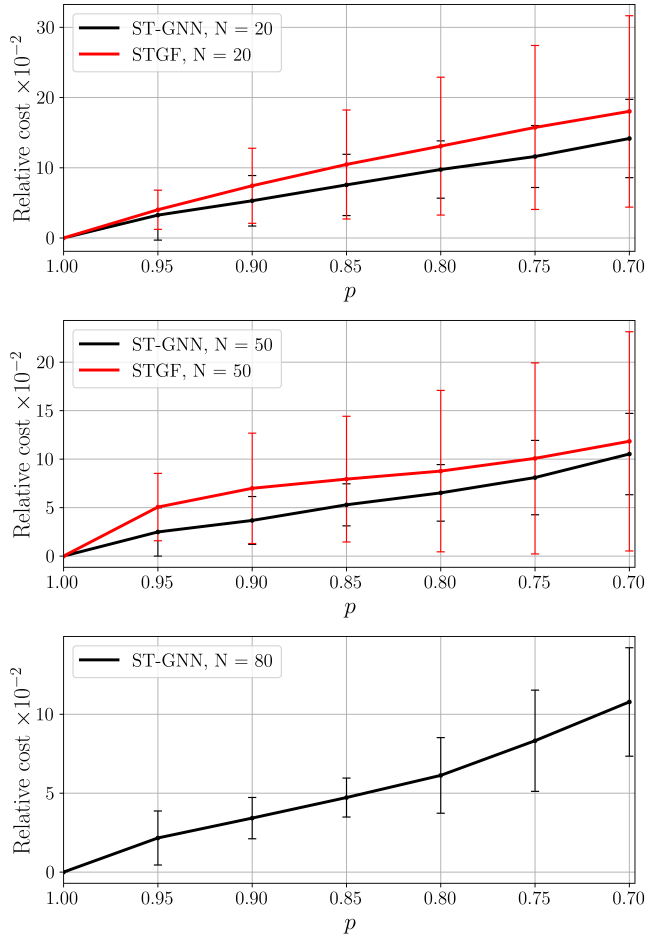 ST-GNN, N = 20
STGF, N = 20
Relative cost ×10⁻²
30
20
10
0
1.00 0.95 0.90 0.85 0.80 0.75 0.70
p
ST-GNN, N = 50
STGF, N = 50
Relative cost ×10⁻²
20
15
10
5
0
1.00 0.95 0.90 0.85 0.80 0.75 0.70
p
ST-GNN, N = 80
Relative cost ×10⁻²
10
5
0
1.00 0.95 0.90 0.85 0.80 0.75 0.70
p